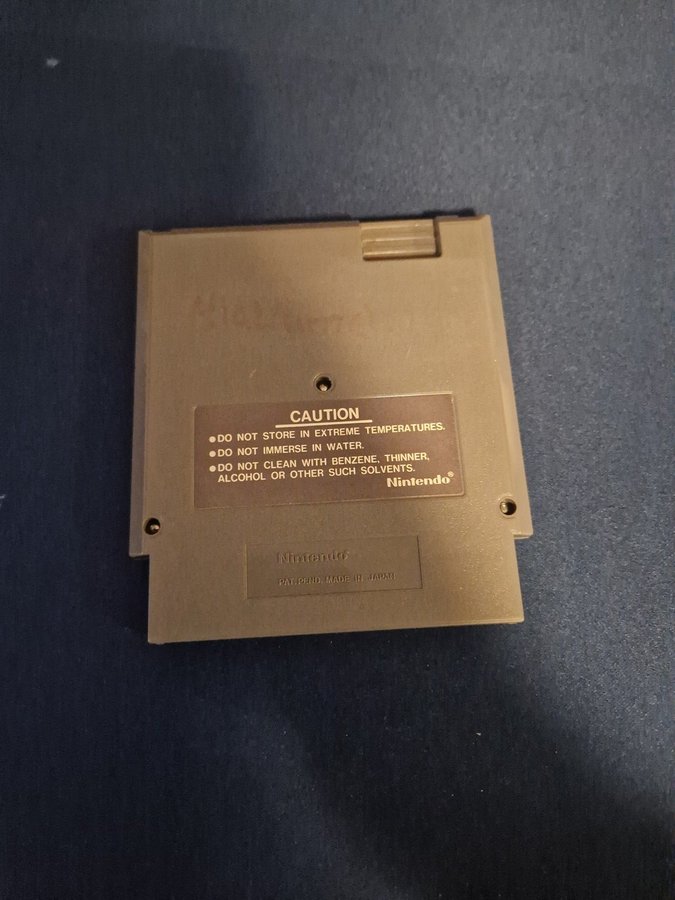 CAUTION
●DO NOT STORE IN EXTREME TEMPERATURES.
●DO NOT IMMERSE IN WATER.
●DO NOT CLEAN WITH BENZENE, THINNER,
ALCOHOL OR OTHER SUCH SOLVENTS.
Nintendo®
Nintendo®
PAT. PEND. MADE IN JAPAN